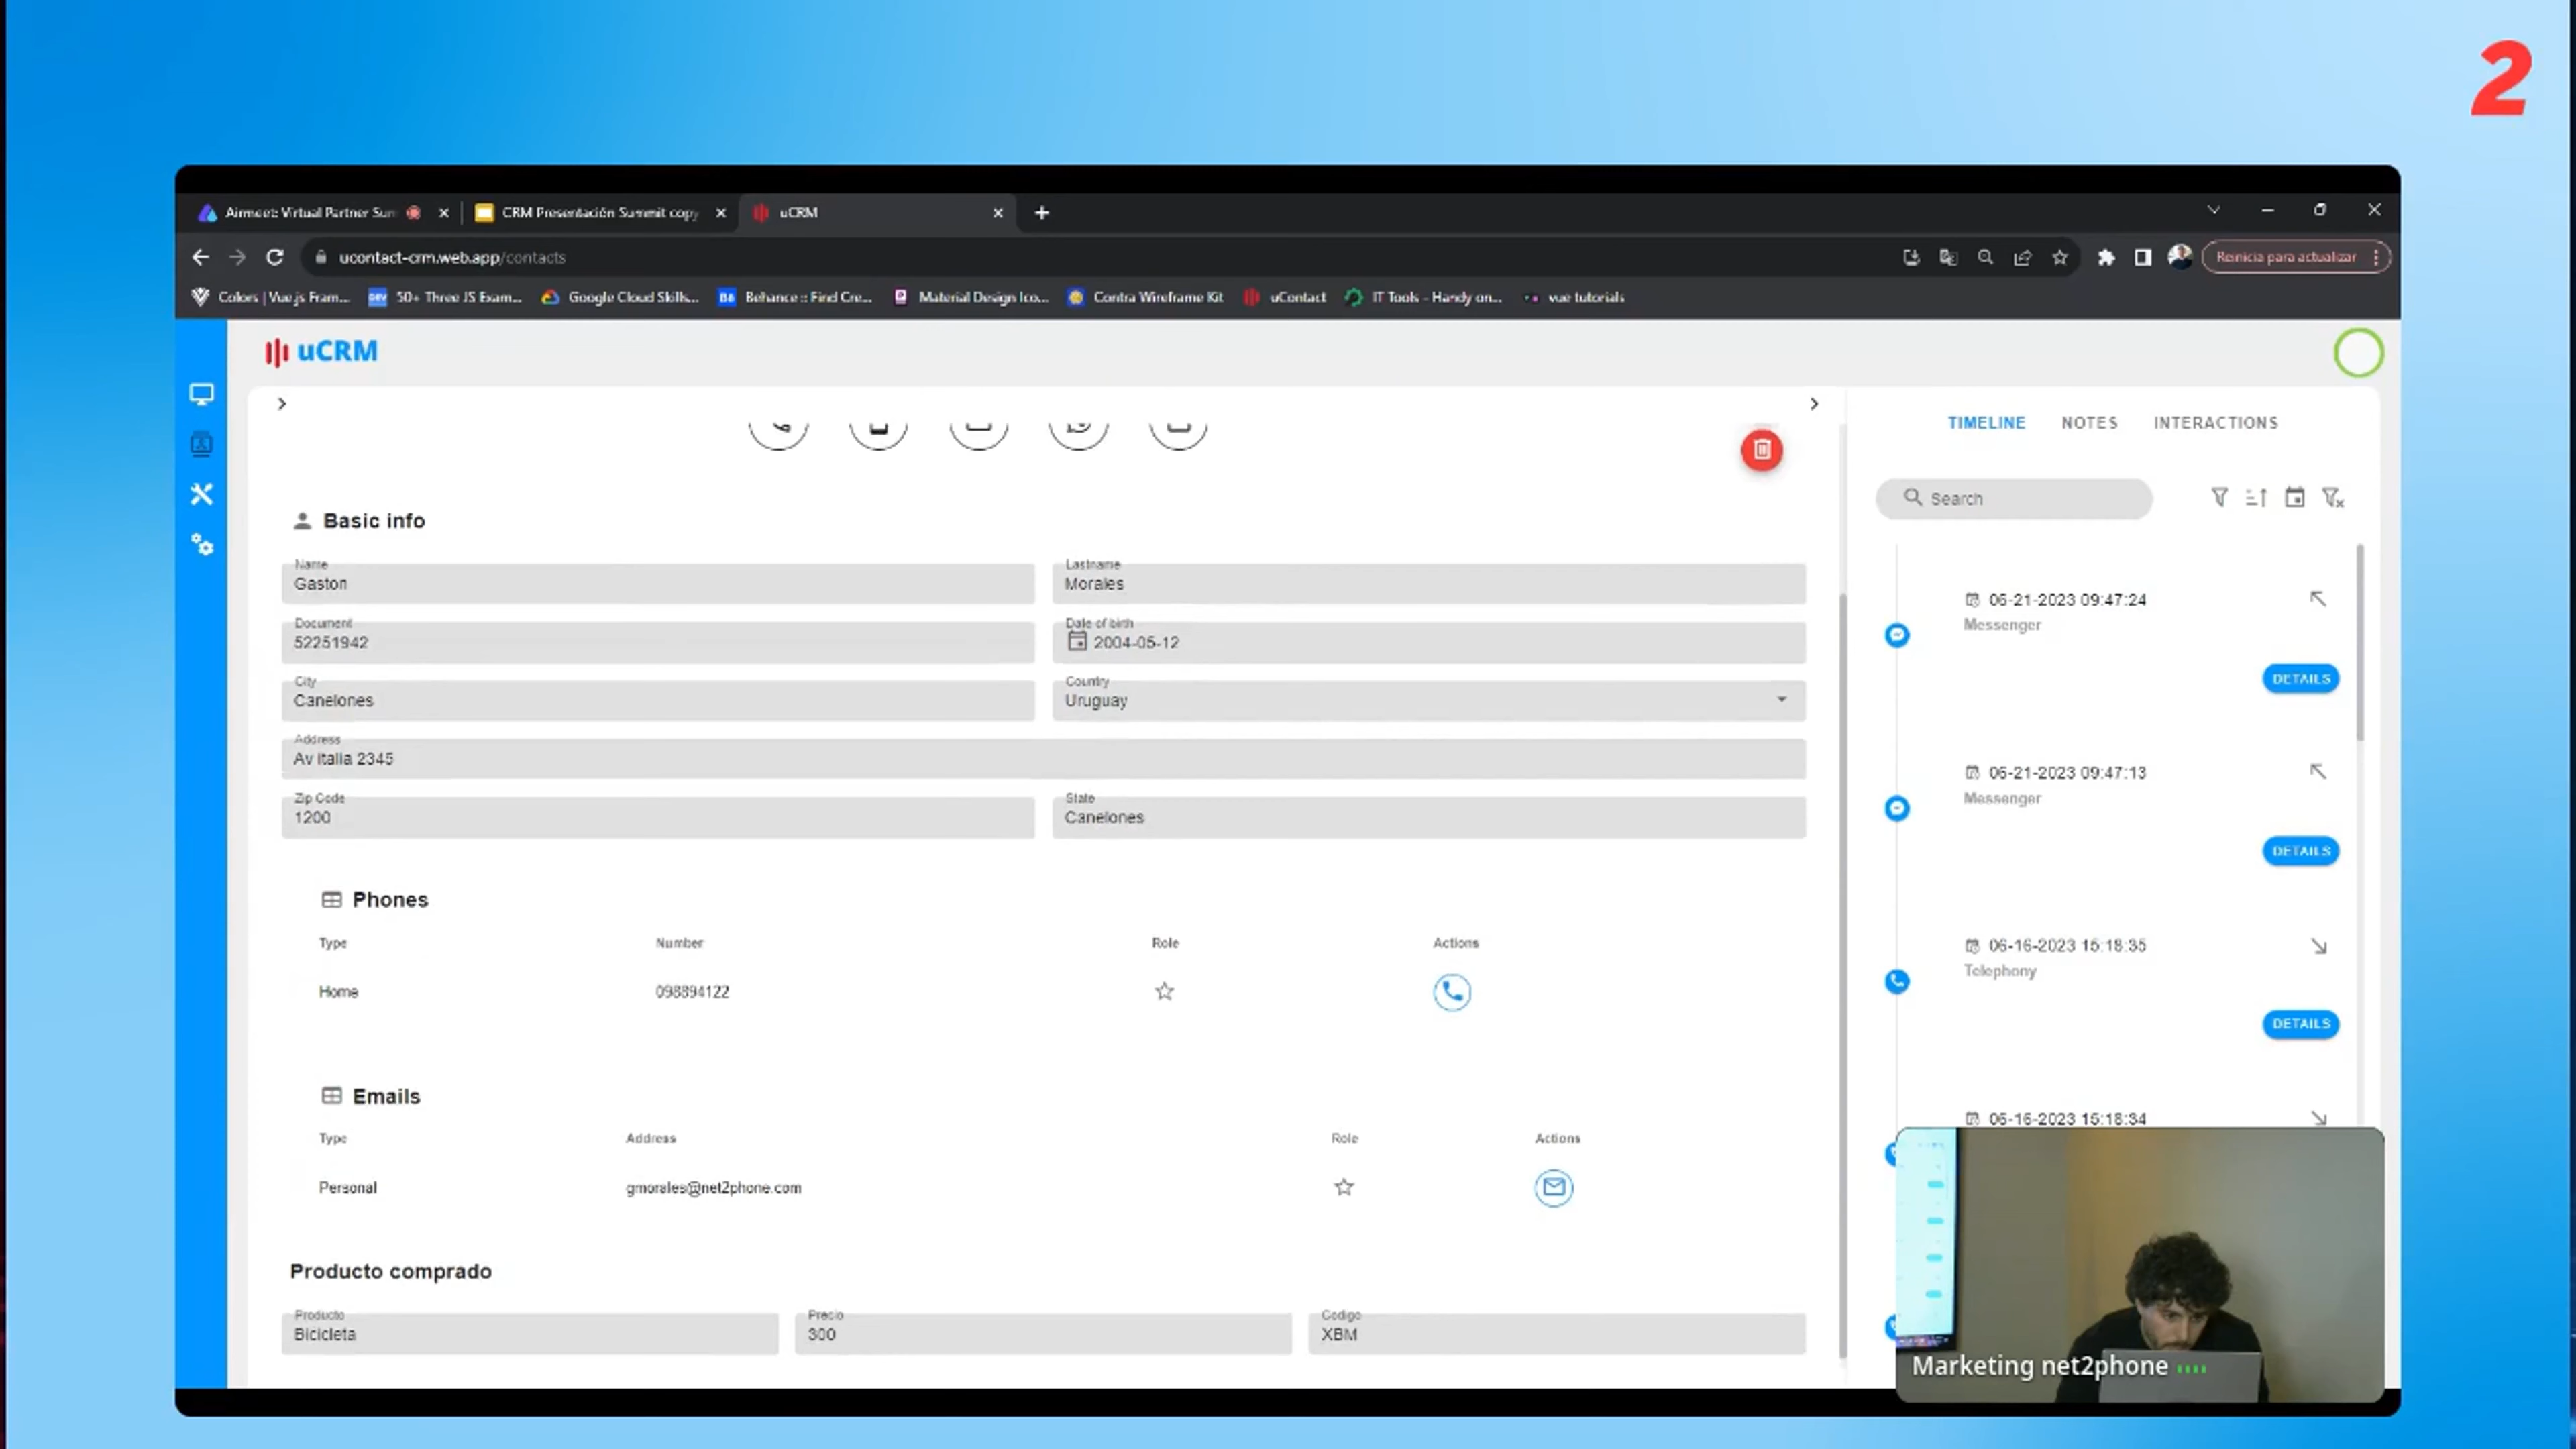 2
Airmeet: Virtual Partner Sum
CRM Presentación Summit copy
uCRM
ucontact-crm.web.app/contacts
Reinicia para actualizar
Colors | Vue.js Fram...
DEV
50+ Three JS Exam...
Google Cloud Skills...
Behance :: Find Cre...
Material Design Ico...
Contra Wireframe Kit
uContact
IT Tools - Handy on...
vue tutorials
uCRM
TIMELINE
NOTES
INTERACTIONS
Search
Basic info
Name
Gaston
Lastname
Morales
Document
52251942
Date of birth
2004-05-12
City
Canelones
Country
Uruguay
Address
Av Italia 2345
Zip Code
1200
State
Canelones
Phones
Type
Number
Role
Actions
Home
098894122
Emails
Type
Address
Role
Actions
Personal
gmorales@net2phone.com
Producto comprado
Producto
Bicicleta
Precio
300
Codigo
XBM
06-21-2023 09:47:24
Messenger
DETAILS
06-21-2023 09:47:13
Messenger
DETAILS
06-16-2023 15:18:35
Telephony
DETAILS
06-16-2023 15:18:34
Marketing net2phone